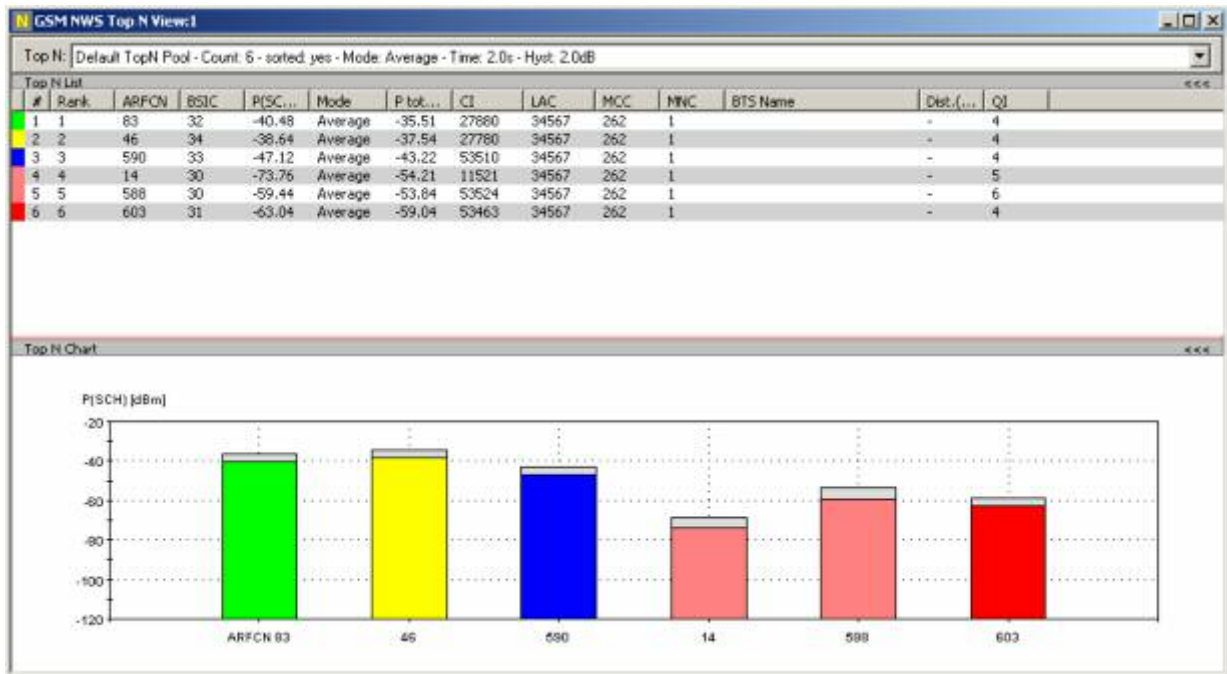 N GSM NWS Top N View:1
Top N: Default TopN Pool - Count: 6 - sorted: yes - Mode: Average - Time: 2.0s - Hyst: 2.0dB
Top N List <<<
# Rank ARFCN BSIC P(SC... Mode P tot... CI LAC MCC MNC BTS Name Dist.(... QI
1 1 83 32 -40.48 Average -35.51 27880 34567 262 1 - 4
2 2 46 34 -38.64 Average -37.54 27780 34567 262 1 - 4
3 3 590 33 -47.12 Average -43.22 53510 34567 262 1 - 4
4 4 14 30 -73.76 Average -54.21 11521 34567 262 1 - 5
5 5 588 30 -59.44 Average -53.84 53524 34567 262 1 - 6
6 6 603 31 -63.04 Average -59.04 53463 34567 262 1 - 4
Top N Chart <<<
P(SCH) [dBm]
-20
-40
-60
-80
-100
-120
ARFCN 83 46 590 14 588 603